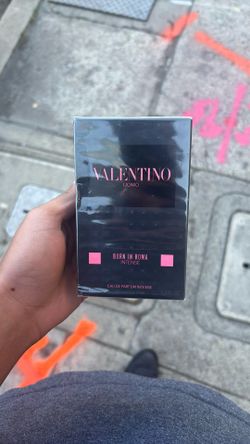 VALENTINO
UOMO
BORN IN ROMA
INTENSE
EAU DE PARFUM INTENSE